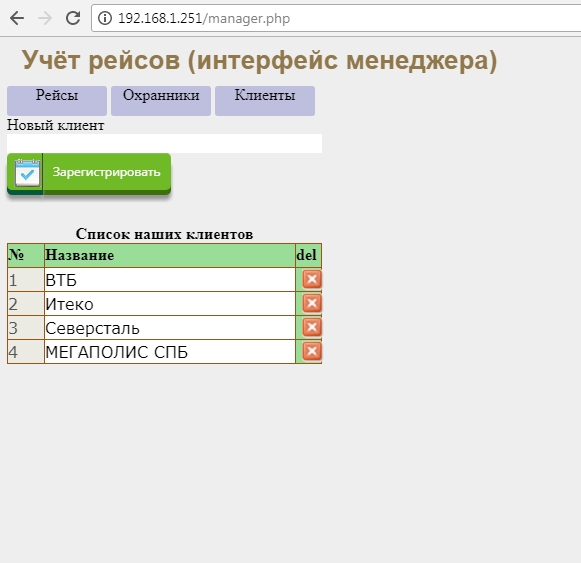 192.168.1.251/manager.php
Учёт рейсов (интерфейс менеджера)
Рейсы Охранники Клиенты
Новый клиент
Зарегистрировать
Список наших клиентов
№ Название del
1 ВТБ
2 Итеко
3 Северсталь
4 МЕГАПОЛИС СПБ